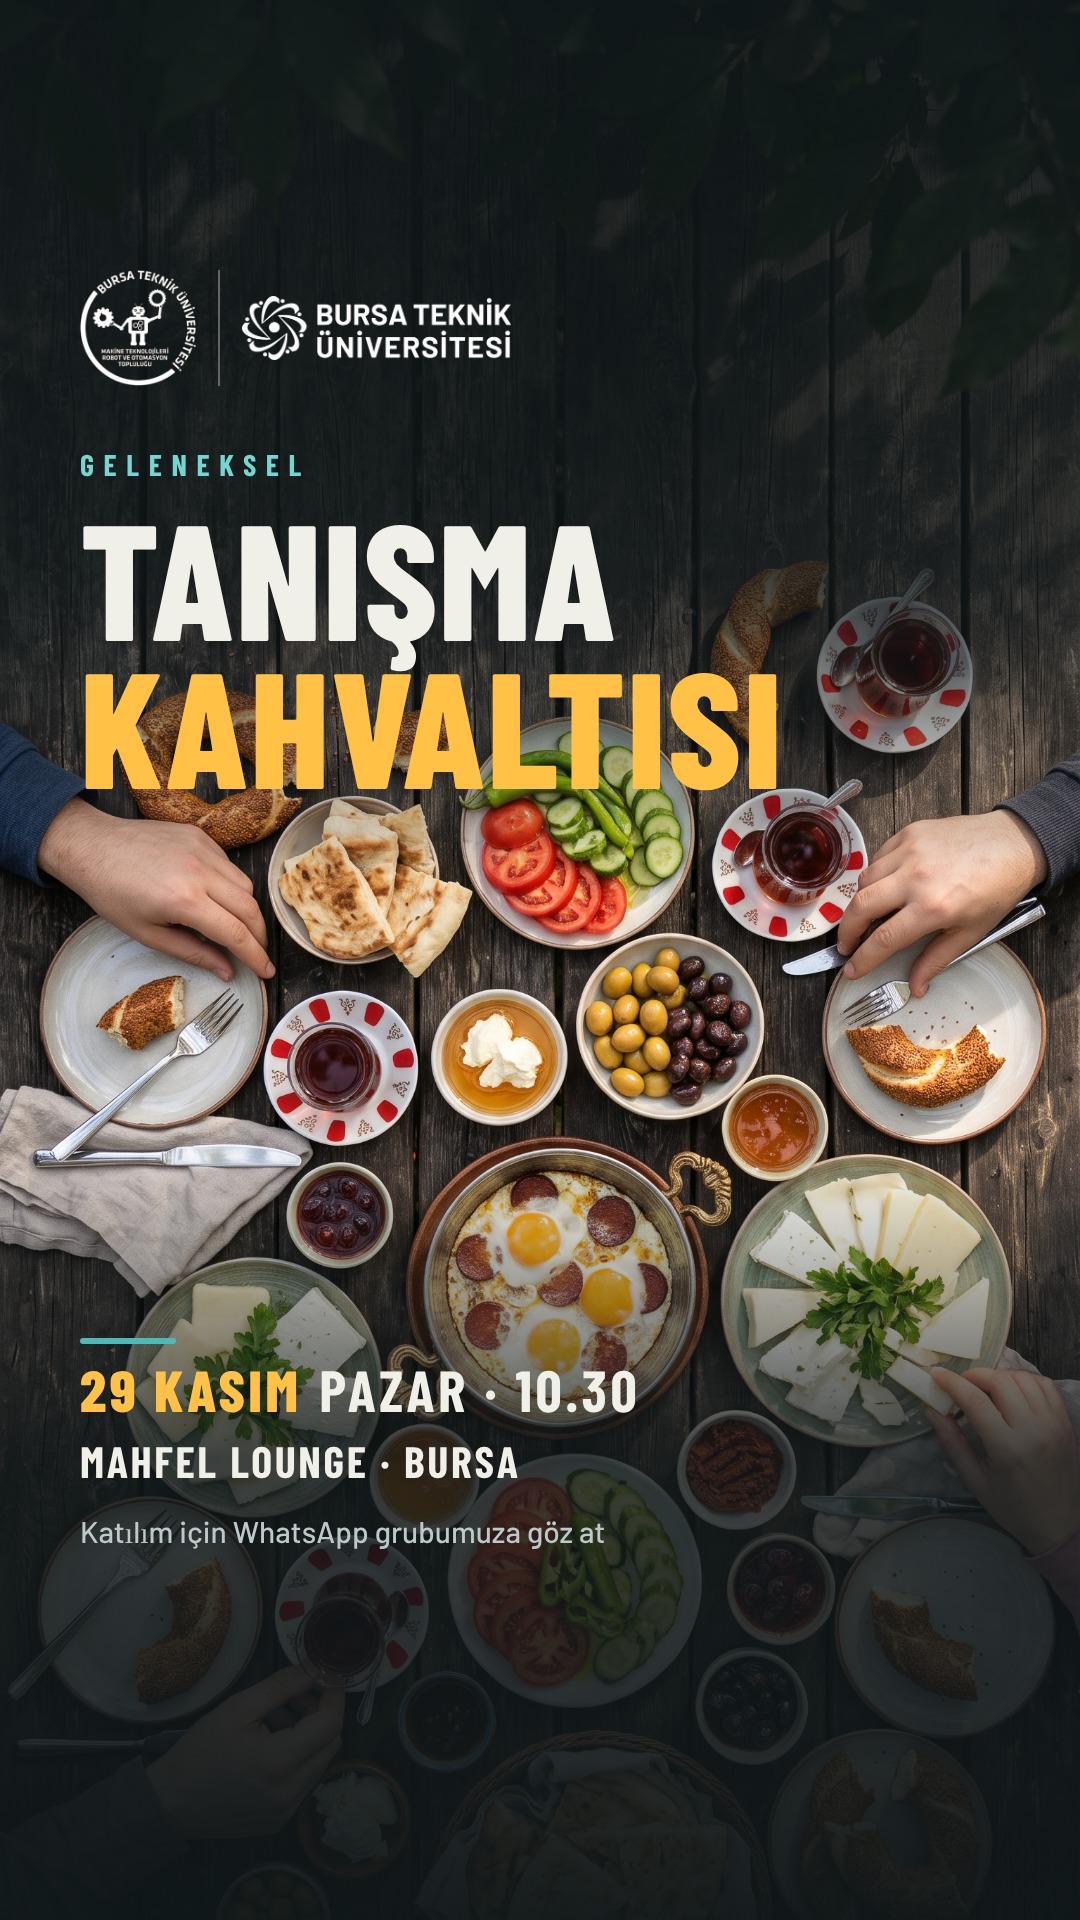 BURSA TEKNİK ÜNİVERSİTESİ
MAKİNE TEKNOLOJİLERİ
ROBOT VE OTOMASYON
TOPLULUĞU
BURSA TEKNİK
ÜNİVERSİTESİ
GELENEKSEL
TANIŞMA
KAHVALTISI
29 KASIM PAZAR · 10.30
MAHFEL LOUNGE · BURSA
Katılım için WhatsApp grubumuza göz at